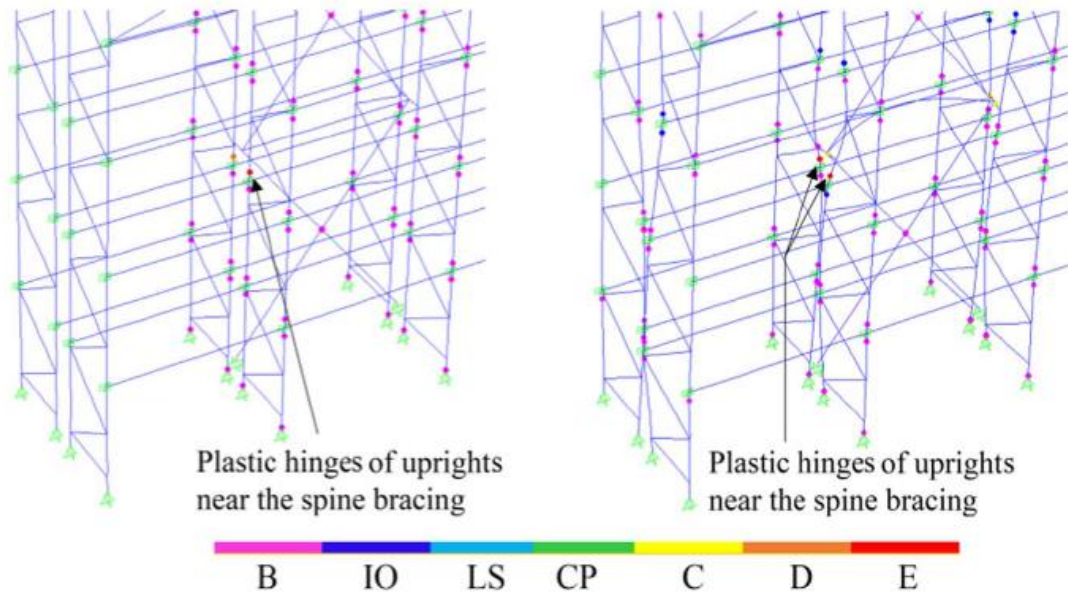 Plastic hinges of uprights
near the spine bracing
Plastic hinges of uprights
near the spine bracing
B IO LS CP C D E